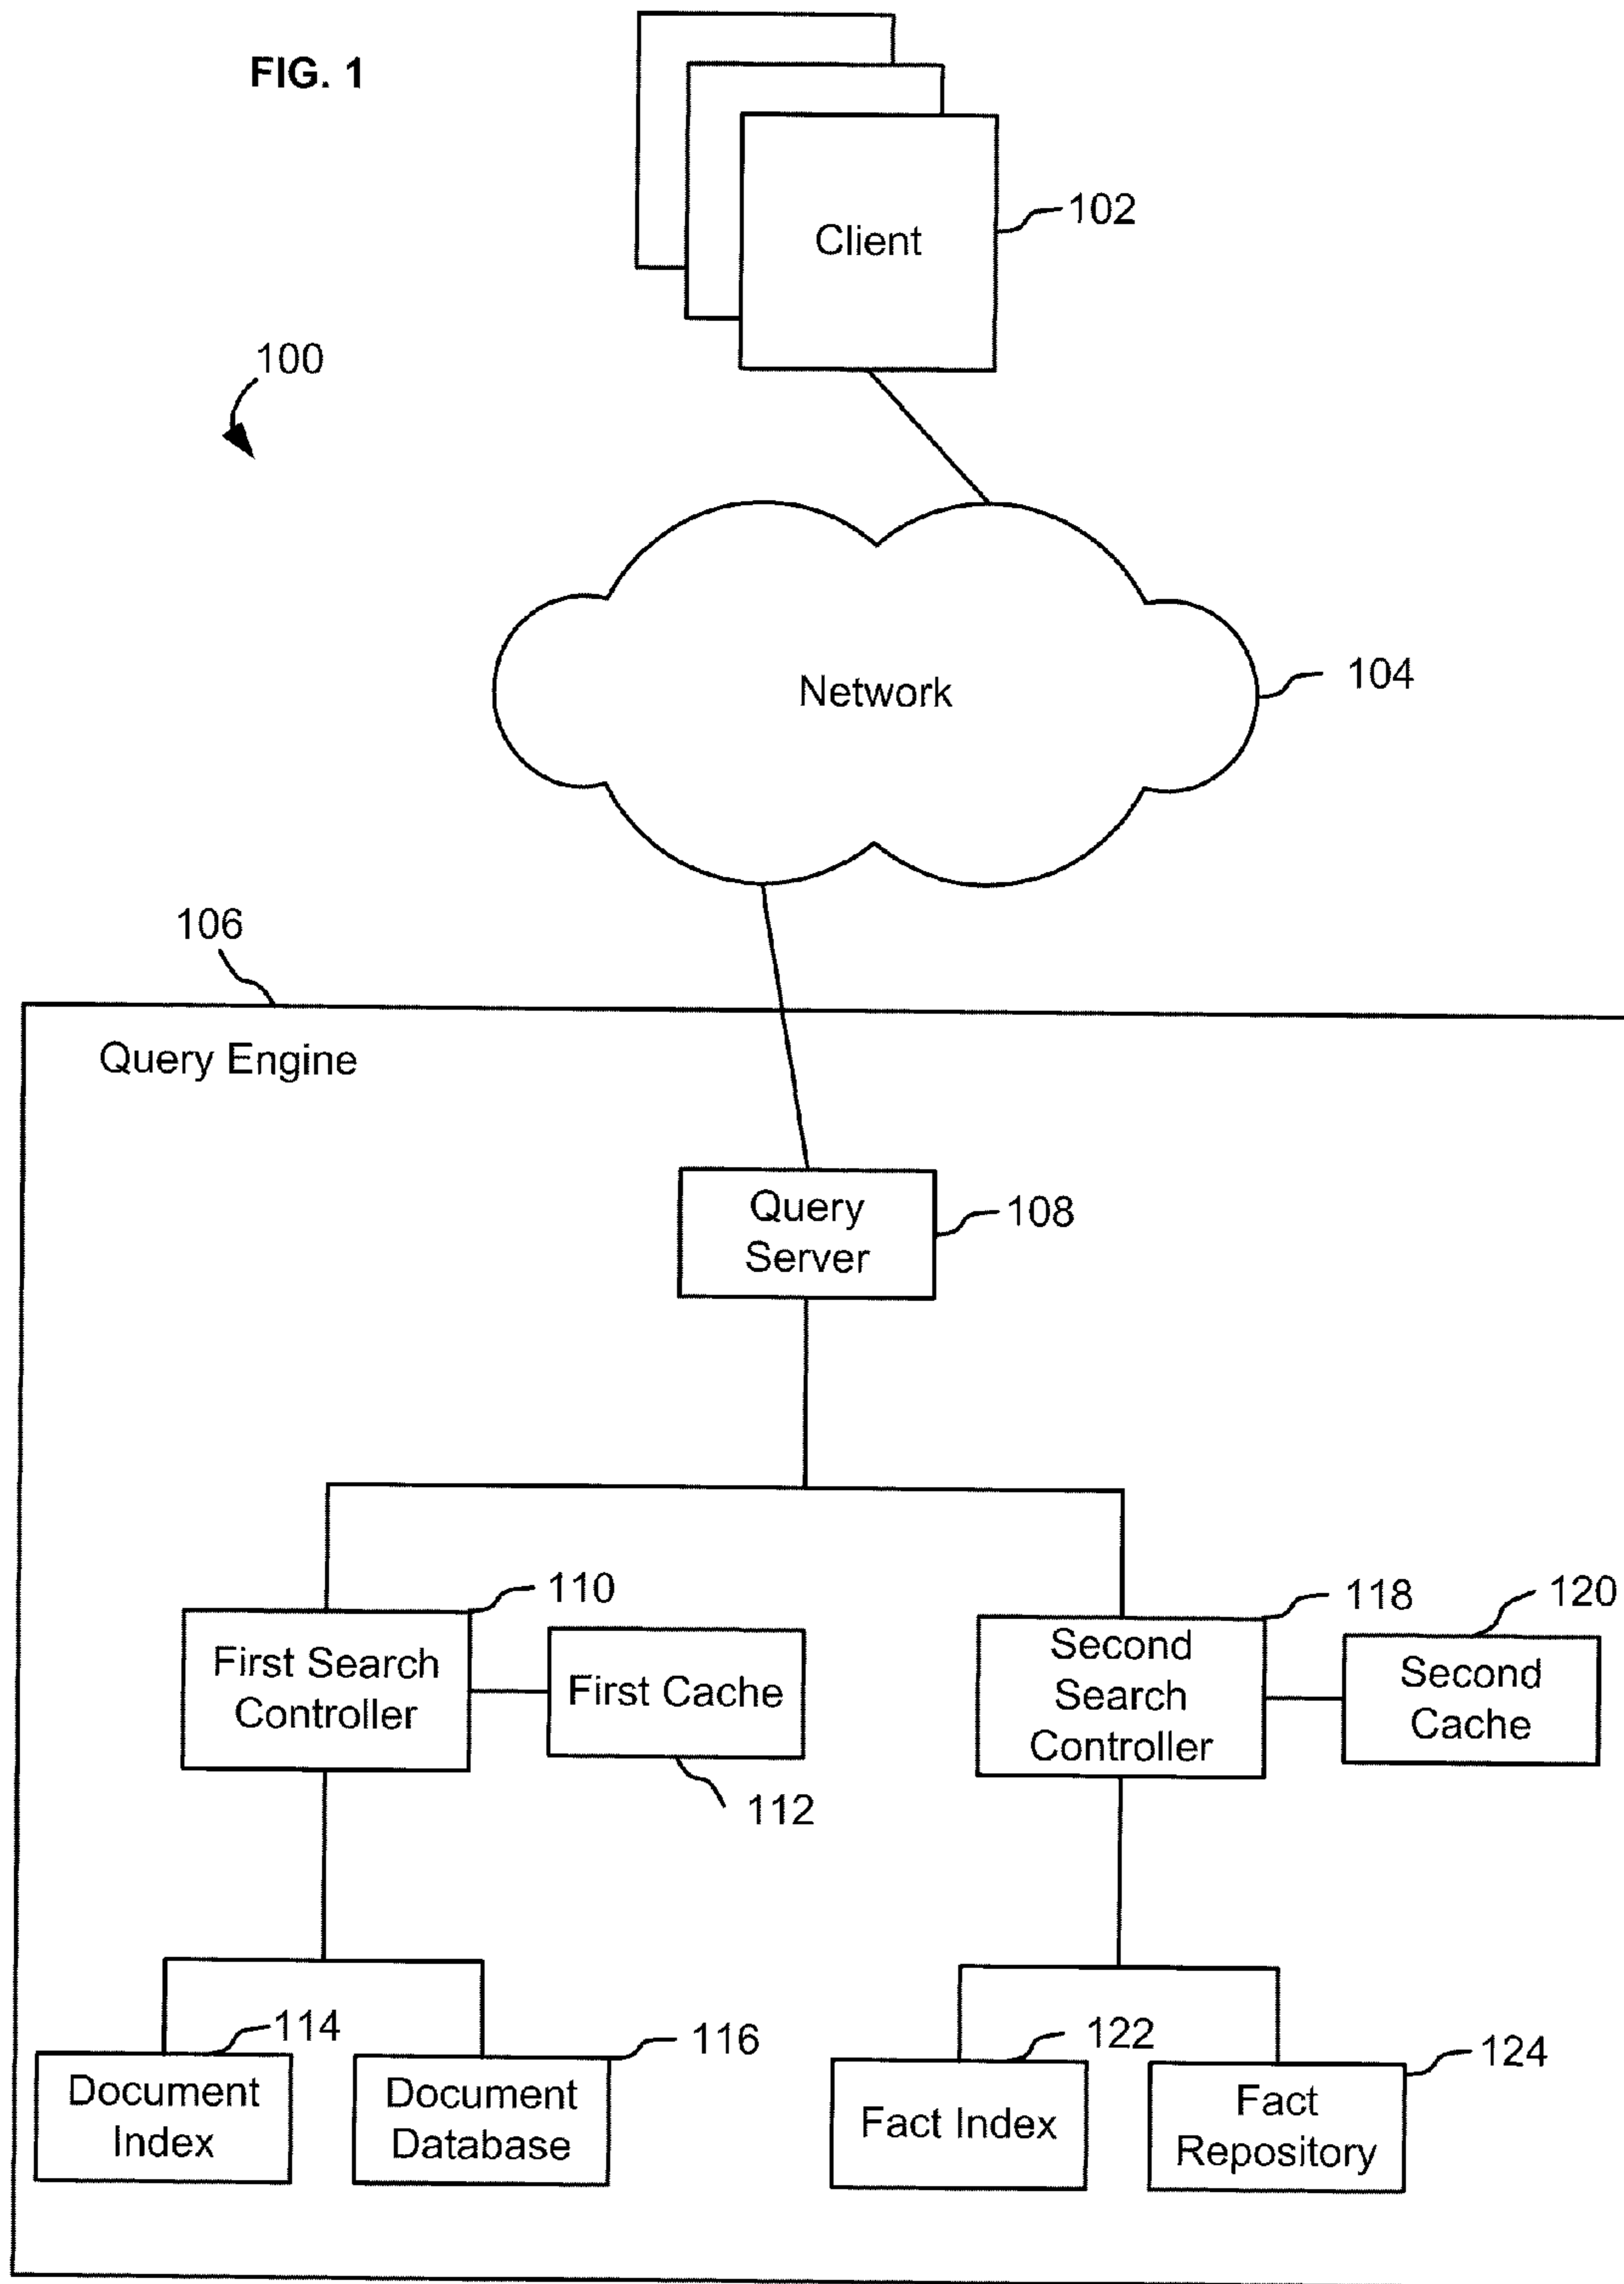 FIG. 1
Client
102
100
Network
104
106
Query Engine
Query
Server
108
110
First Search
Controller
First Cache
112
118
Second
Search
Controller
120
Second
Cache
114
Document
Index
116
Document
Database
122
Fact Index
124
Fact
Repository